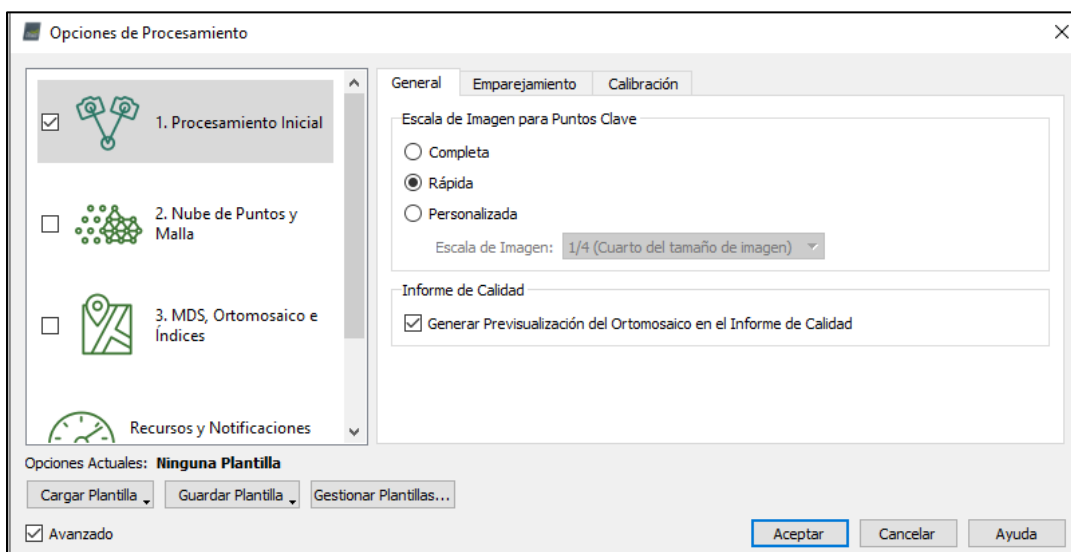 Opciones de Procesamiento
1. Procesamiento Inicial
2. Nube de Puntos y
Malla
3. MDS, Ortomosaico e
Índices
Recursos y Notificaciones
General
Emparejamiento
Calibración
Escala de Imagen para Puntos Clave
Completa
Rápida
Personalizada
Escala de Imagen: 1/4 (Cuarto del tamaño de imagen)
Informe de Calidad
Generar Previsualización del Ortomosaico en el Informe de Calidad
Opciones Actuales: Ninguna Plantilla
Cargar Plantilla
Guardar Plantilla
Gestionar Plantillas...
Avanzado
Aceptar
Cancelar
Ayuda